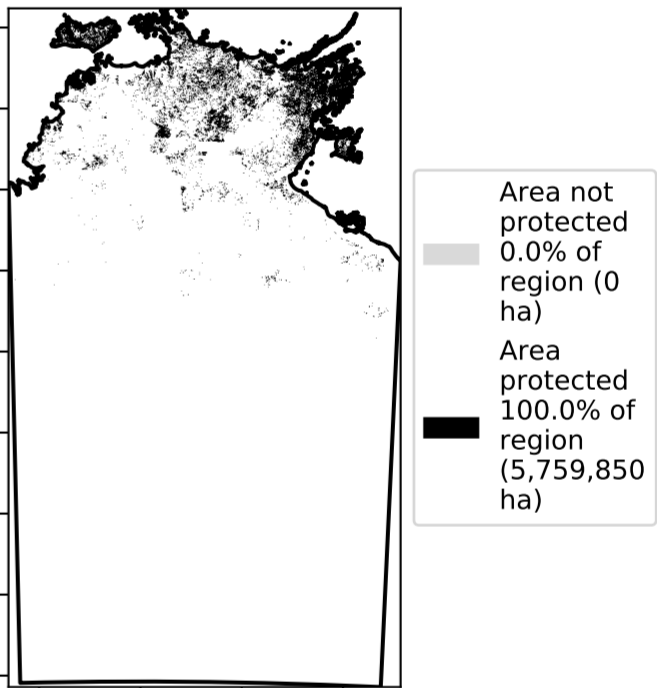 Area not
protected
0.0% of
region (0
ha)
Area
protected
100.0% of
region
(5,759,850
ha)